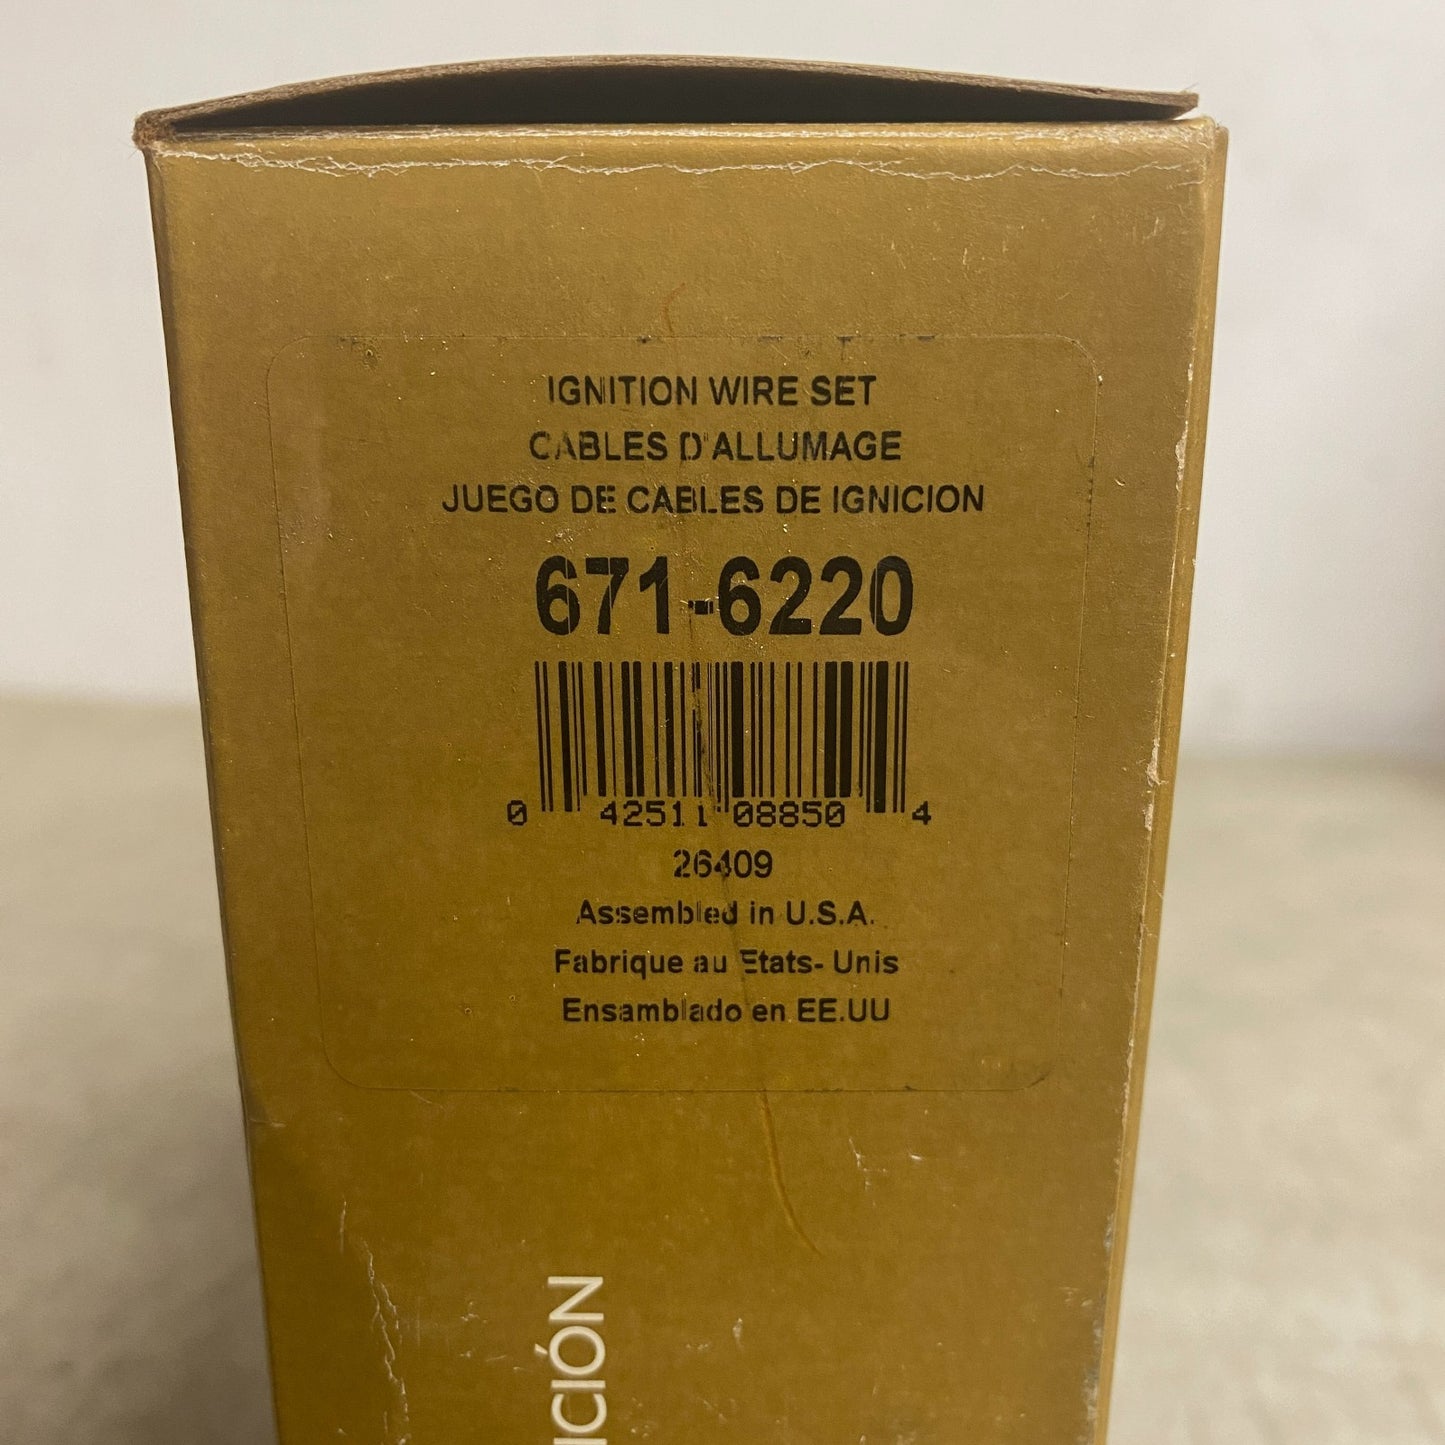 IGNITION WIRE SET
CABLES D'ALLUMAGE
JUEGO DE CABLES DE IGNICION
671-6220
0 42511 08850 4
26409
Assembled in U.S.A.
Fabrique au Etats- Unis
Ensamblado en EE.UU
ICIÓN